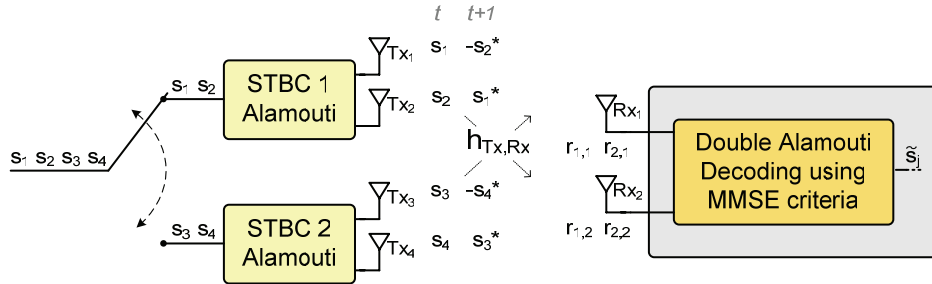 t t+1
s1 s2
STBC 1
Alamouti
Tx1 s1 -s2*
Tx2 s2 s1*
s1 s2 s3 s4
hTx,Rx
s3 s4
STBC 2
Alamouti
Tx3 s3 -s4*
Tx4 s4 s3*
Rx1
r1,1 r2,1
Rx2
r1,2 r2,2
Double Alamouti
Decoding using
MMSE criteria
s̃j